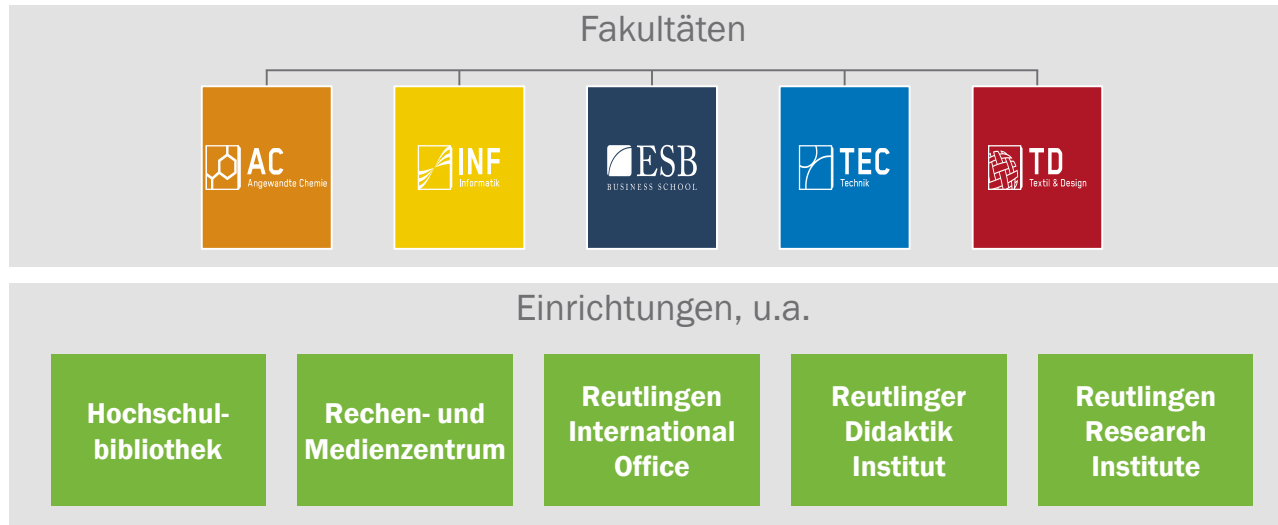 Fakultäten
AC
Angewandte Chemie
INF
Informatik
ESB
BUSINESS SCHOOL
TEC
Technik
TD
Textil & Design
Einrichtungen, u.a.
Hochschul-
bibliothek
Rechen- und
Medienzentrum
Reutlingen
International
Office
Reutlinger
Didaktik
Institut
Reutlingen
Research
Institute